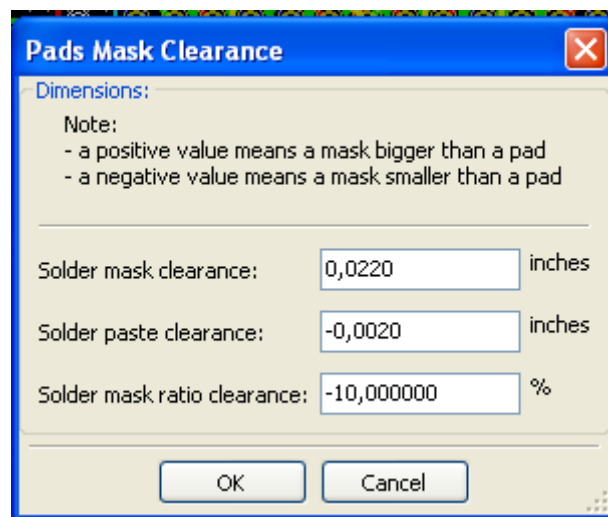 Pads Mask Clearance
Dimensions:
Note:
- a positive value means a mask bigger than a pad
- a negative value means a mask smaller than a pad
Solder mask clearance: 0,0220 inches
Solder paste clearance: -0,0020 inches
Solder mask ratio clearance: -10,000000 %
OK Cancel